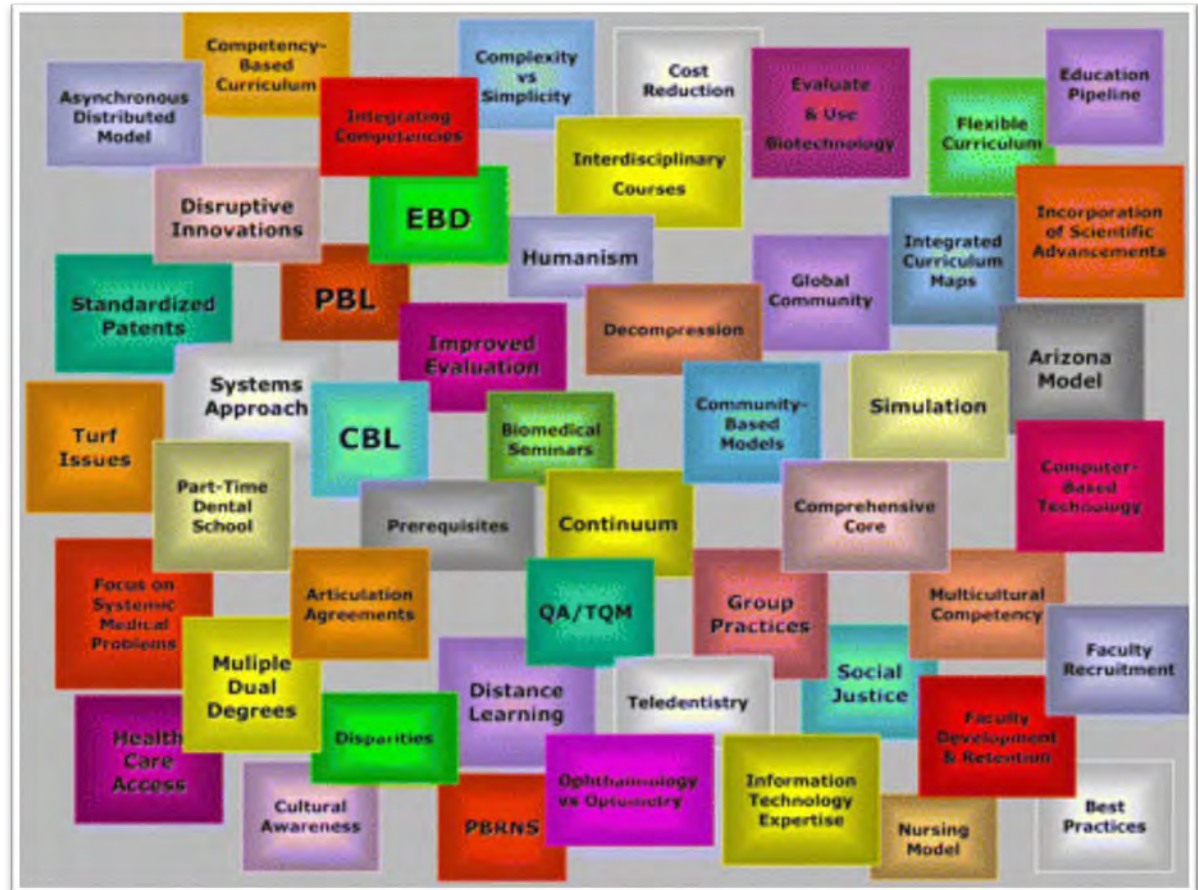 Competency-
Based
Curriculum
Complexity
vs
Simplicity
Cost
Reduction
Evaluate
& Use
Biotechnology
Education
Pipeline
Asynchronous
Distributed
Model
Integrating
Competencies
Interdisciplinary
Courses
Flexible
Curriculum
Disruptive
Innovations
EBD
Humanism
Global
Community
Integrated
Curriculum
Maps
Incorporation
of Scientific
Advancements
Standardized
Patents
PBL
Improved
Evaluation
Decompression
Arizona
Model
Systems
Approach
CBL
Biomedical
Seminars
Community-
Based
Models
Simulation
Turf
Issues
Part-Time
Dental
School
Prerequisites
Continuum
Comprehensive
Core
Computer-
Based
Technology
Focus on
Systemic
Medical
Problems
Articulation
Agreements
QA/TQM
Group
Practices
Multicultural
Competency
Faculty
Recruitment
Muliple
Dual
Degrees
Distance
Learning
Teledentistry
Social
Justice
Faculty
Development
& Retention
Health
Care
Access
Disparities
Cultural
Awareness
PBRNS
Ophthamology
vs Optometry
Information
Technology
Expertise
Nursing
Model
Best
Practices